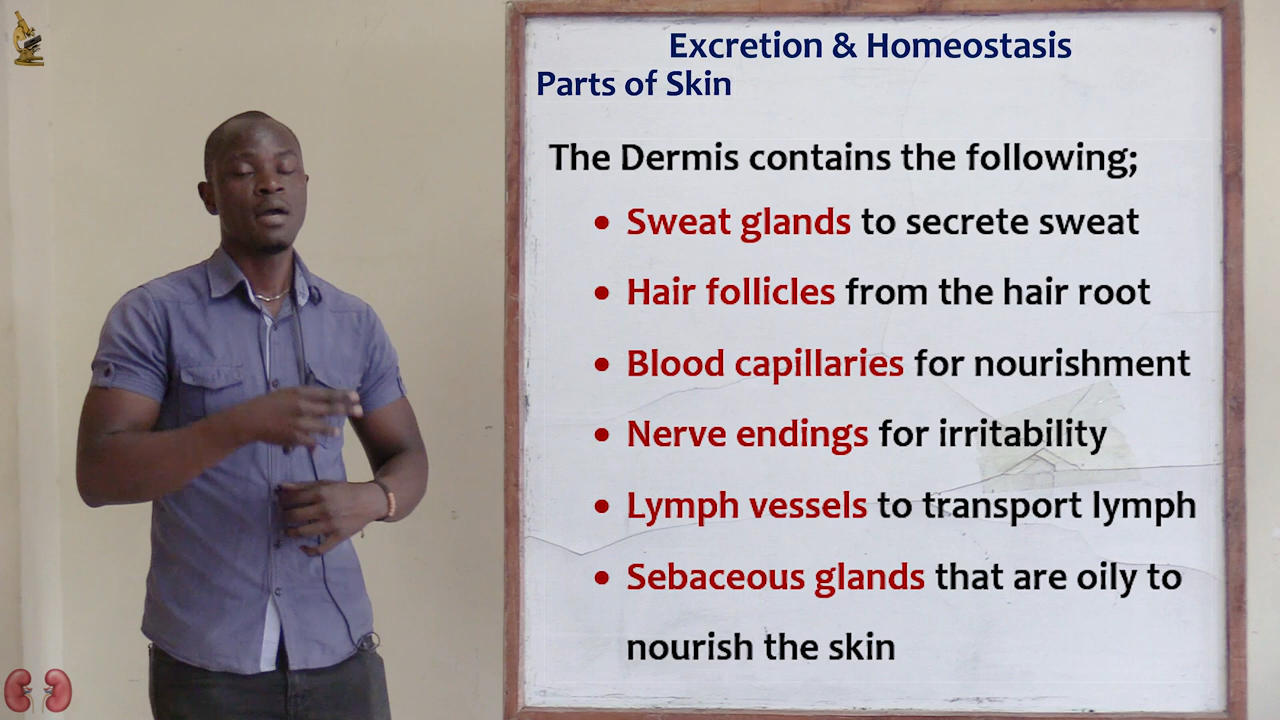 Excretion & Homeostasis
Parts of Skin
The Dermis contains the following;
• Sweat glands to secrete sweat
• Hair follicles from the hair root
• Blood capillaries for nourishment
• Nerve endings for irritability
• Lymph vessels to transport lymph
• Sebaceous glands that are oily to
nourish the skin